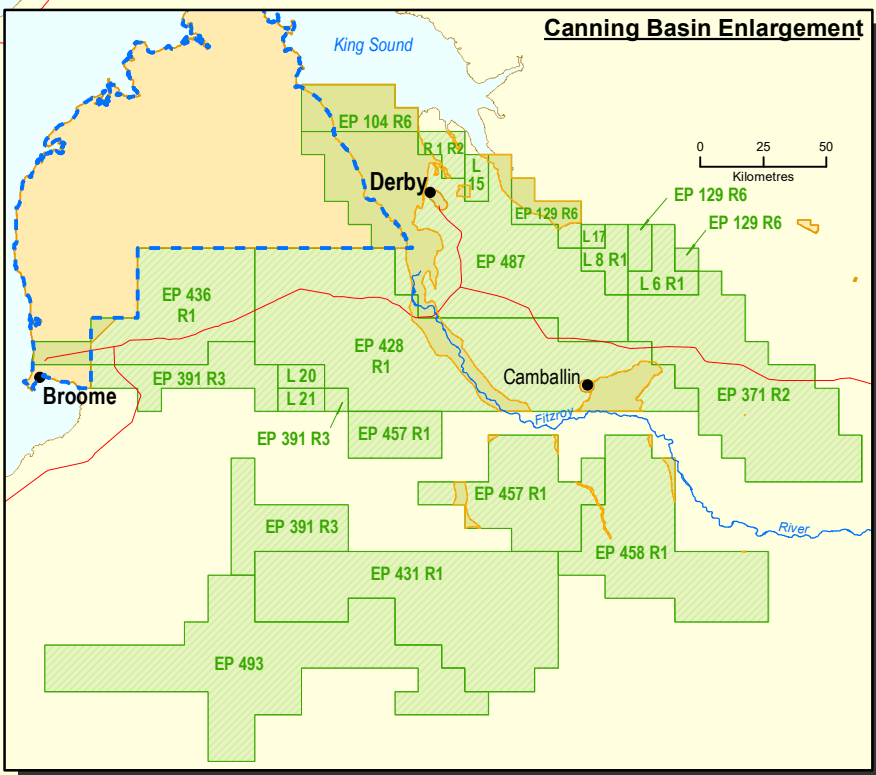 Canning Basin Enlargement
King Sound
EP 104 R6
R 1 R2
L
15
0 25 50
Kilometres
Derby
EP 129 R6
EP 129 R6
EP 129 R6
L 17
L 8 R1
EP 487
L 6 R1
EP 436
R1
EP 428
R1
EP 391 R3
L 20
L 21
Camballin
EP 371 R2
Broome
Fitzroy
EP 391 R3
EP 457 R1
EP 457 R1
EP 391 R3
River
EP 458 R1
EP 431 R1
EP 493